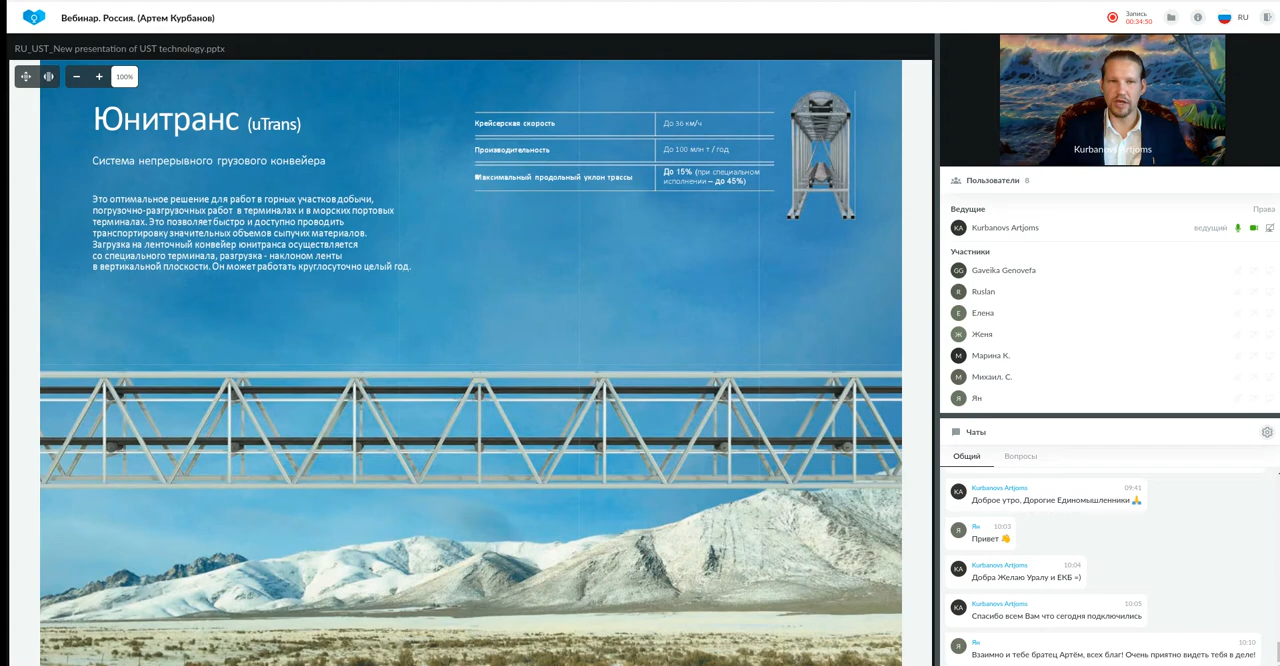 Вебинар. Россия. (Артем Курбанов)
Запись
00:34:50
RU
RU_UST_New presentation of UST technology.pptx
100%
Юнитранс (uTrans)
Система непрерывного грузового конвейера
Это оптимальное решение для работ в горных участков добычи,
погрузочно-разгрузочных работ в терминалах и в морских портовых
терминалах. Это позволяет быстро и доступно проводить
транспортировку значительных объемов сыпучих материалов.
Загрузка на ленточный конвейер юнитранса осуществляется
со специального терминала, разгрузка - наклоном ленты
в вертикальной плоскости. Он может работать круглосуточно целый год.
Крейсерская скорость
До 36 км/ч
Производительность
До 100 млн т / год
Максимальный продольный уклон трассы
До 15% (при специальном
исполнении – до 45%)
Kurbanovs Artjoms
Пользователи 8
Ведущие
Права
KA
Kurbanovs Artjoms
ведущий
Участники
GG
Gaveika Genovefa
R
Ruslan
Е
Елена
Ж
Женя
М
Марина К.
М
Михаил. С.
Я
Ян
Чаты
Общий
Вопросы
KA
Kurbanovs Artjoms
09:41
Доброе утро, Дорогие Единомышленники 🙏
Я
Ян
10:03
Привет 👋
KA
Kurbanovs Artjoms
10:04
Добра Желаю Уралу и ЕКБ =)
KA
Kurbanovs Artjoms
10:05
Спасибо всем Вам что сегодня подключились
Я
Ян
10:10
Взаимно и тебе братец Артём, всех благ! Очень приятно видеть тебя в деле!